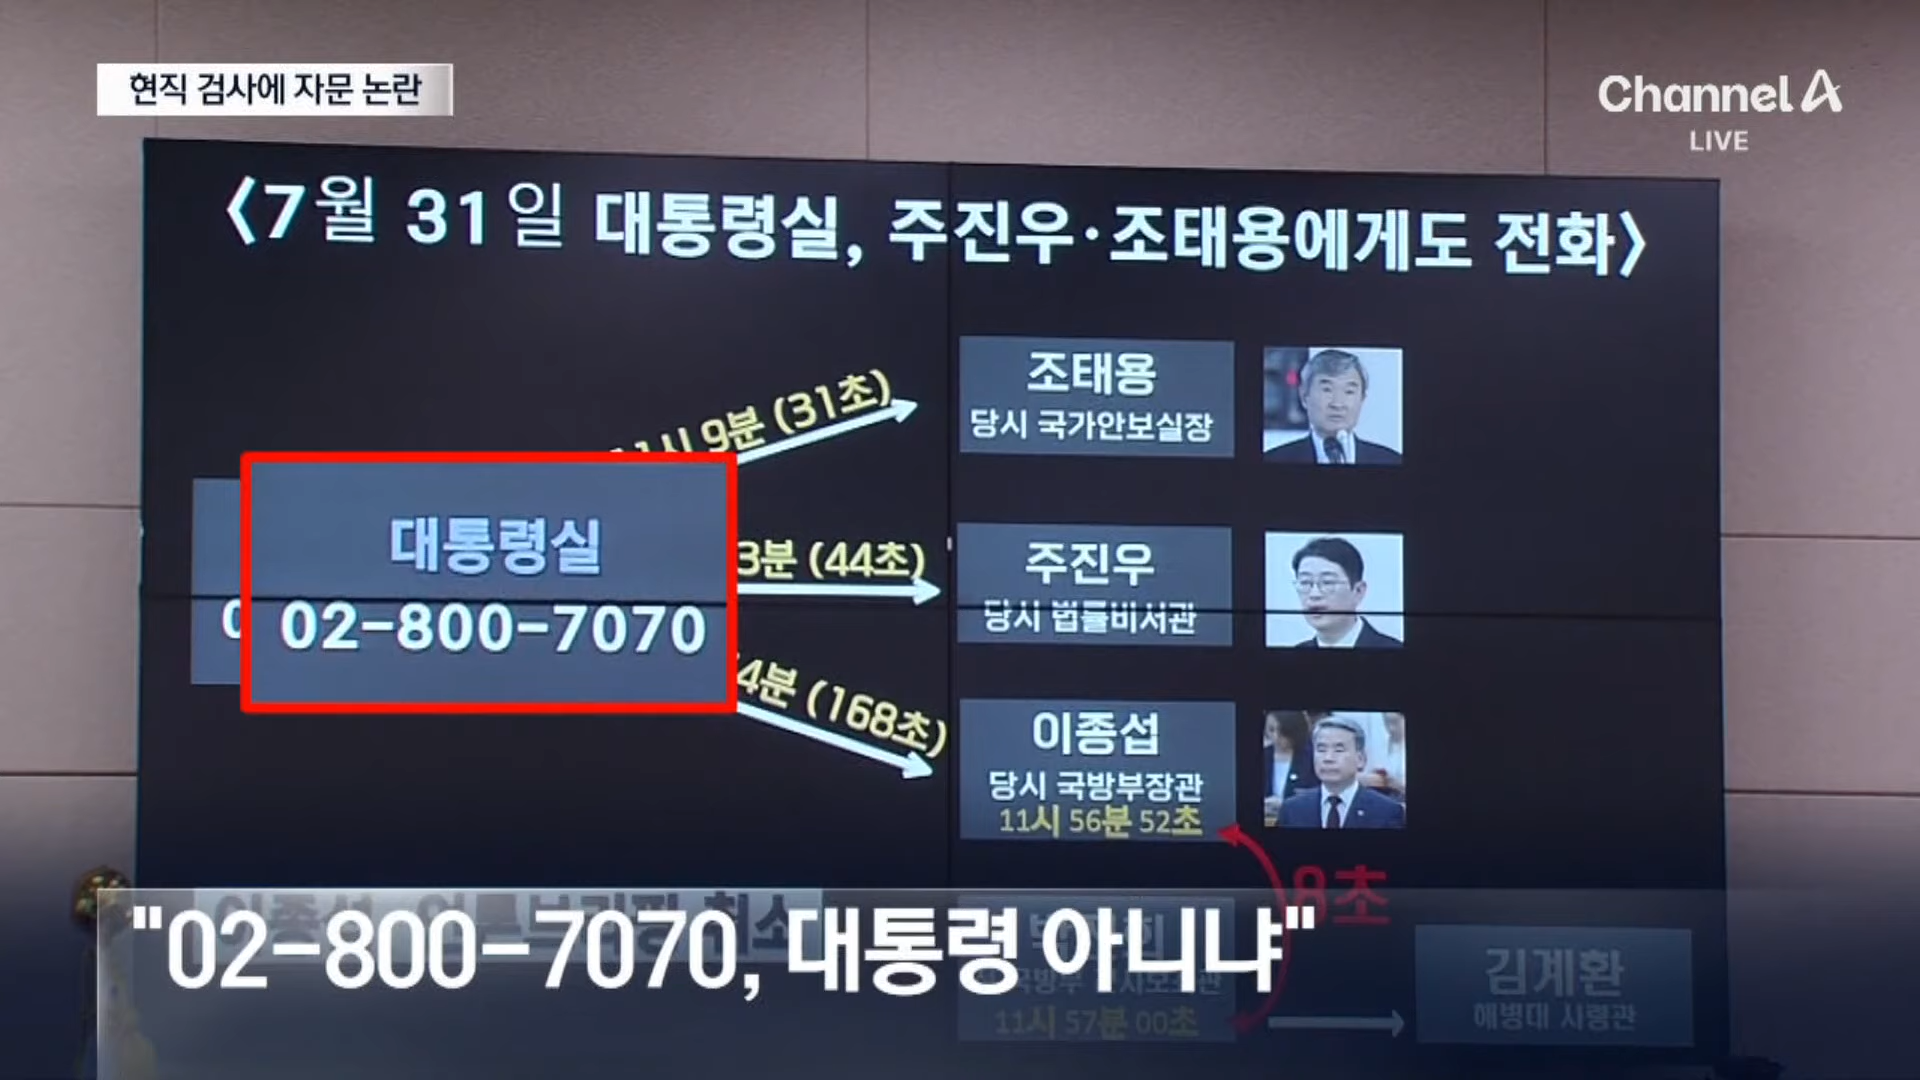 현직 검사에 자문 논란
Channel A
LIVE
〈7월 31일 대통령실, 주진우·조태용에게도 전화〉
9분 (31초)
조태용
당시 국가안보실장
대통령실
02-800-7070
3분 (44초)
주진우
당시 법률비서관
4분 (168초)
이종섭
당시 국방부장관
11시 56분 52초
8초
"02-800-7070, 대통령 아니냐"
11시 57분 00초
김계환
해병대 사령관